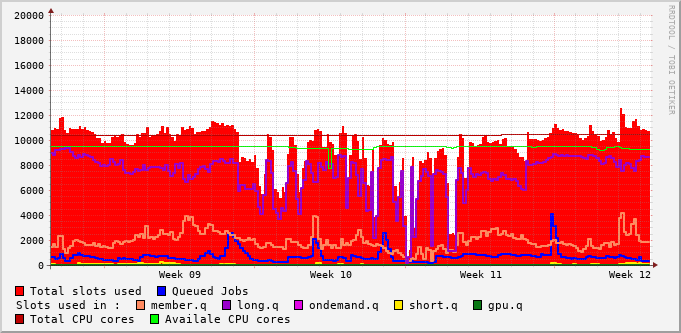 20000
18000
16000
14000
12000
10000
8000
6000
4000
2000
0
RRDTOOL / TOBI OETIKER
Week 09 Week 10 Week 11 Week 12
Total slots used Queued Jobs
Slots used in : member.q long.q ondemand.q short.q gpu.q
Total CPU cores Availale CPU cores